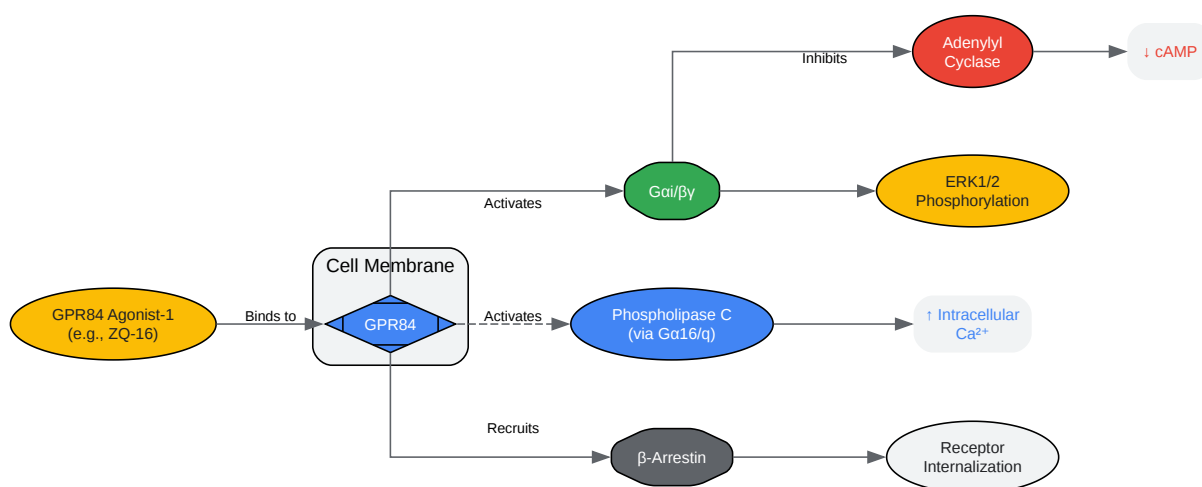 Adenylyl
Cyclase
↓ cAMP
Inhibits
Gαi/βγ
ERK1/2
Phosphorylation
Activates
Cell Membrane
GPR84 Agonist-1
(e.g., ZQ-16)
Binds to
GPR84
Activates
Phospholipase C
(via Gα16/q)
↑ Intracellular
Ca²⁺
Recruits
β-Arrestin
Receptor
Internalization